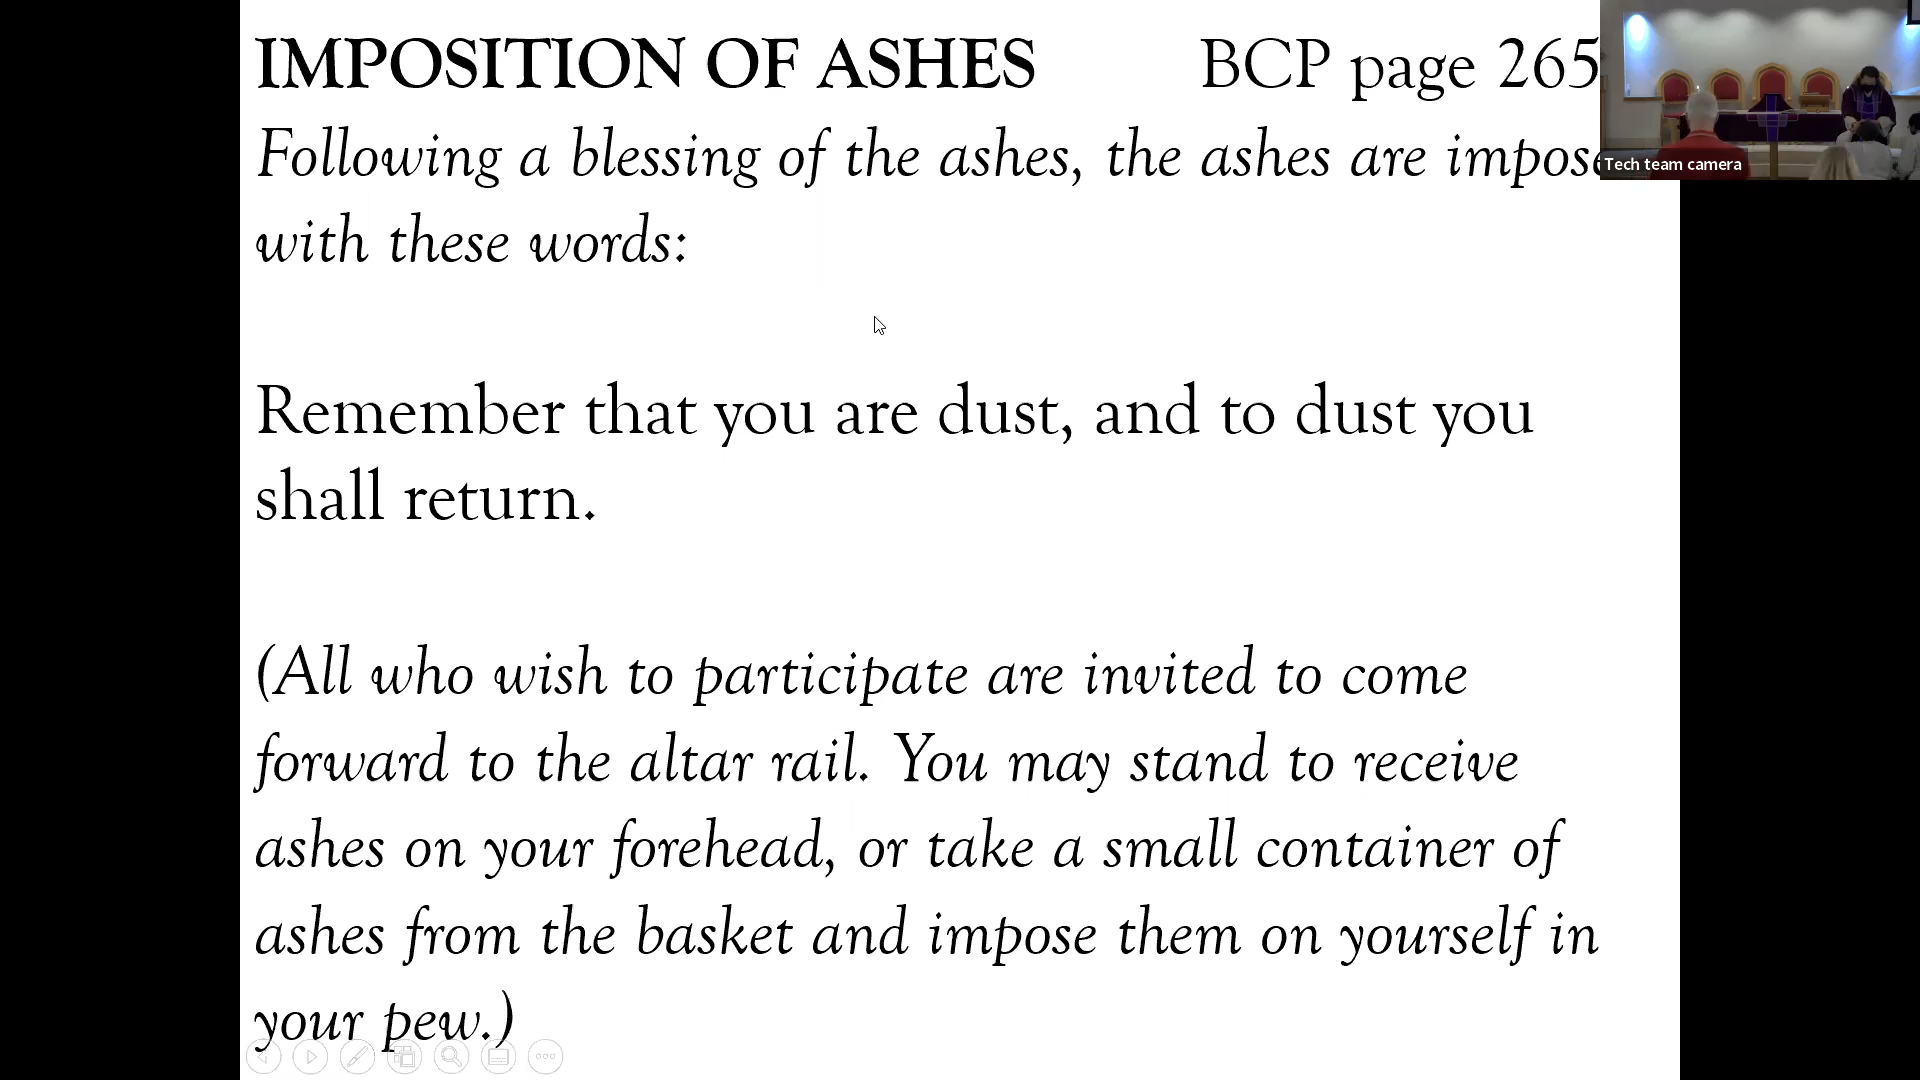 IMPOSITION OF ASHES BCP page 265
Following a blessing of the ashes, the ashes are impose
with these words:
Remember that you are dust, and to dust you
shall return.
(All who wish to participate are invited to come
forward to the altar rail. You may stand to receive
ashes on your forehead, or take a small container of
ashes from the basket and impose them on yourself in
your pew.)
Tech team camera